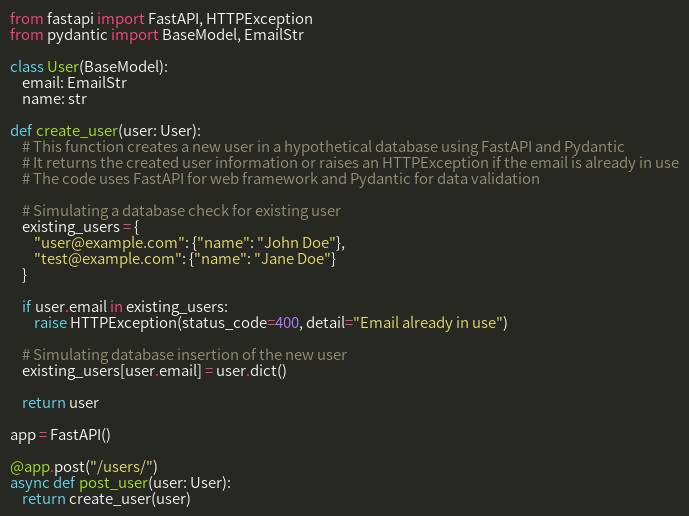 from fastapi import FastAPI, HTTPException
from pydantic import BaseModel, EmailStr

class User(BaseModel):
    email: EmailStr
    name: str

def create_user(user: User):
    # This function creates a new user in a hypothetical database using FastAPI and Pydantic
    # It returns the created user information or raises an HTTPException if the email is already in use
    # The code uses FastAPI for web framework and Pydantic for data validation

    # Simulating a database check for existing user
    existing_users = {
        "user@example.com": {"name": "John Doe"},
        "test@example.com": {"name": "Jane Doe"}
    }

    if user.email in existing_users:
        raise HTTPException(status_code=400, detail="Email already in use")

    # Simulating database insertion of the new user
    existing_users[user.email] = user.dict()

    return user

app = FastAPI()

@app.post("/users/")
async def post_user(user: User):
    return create_user(user)